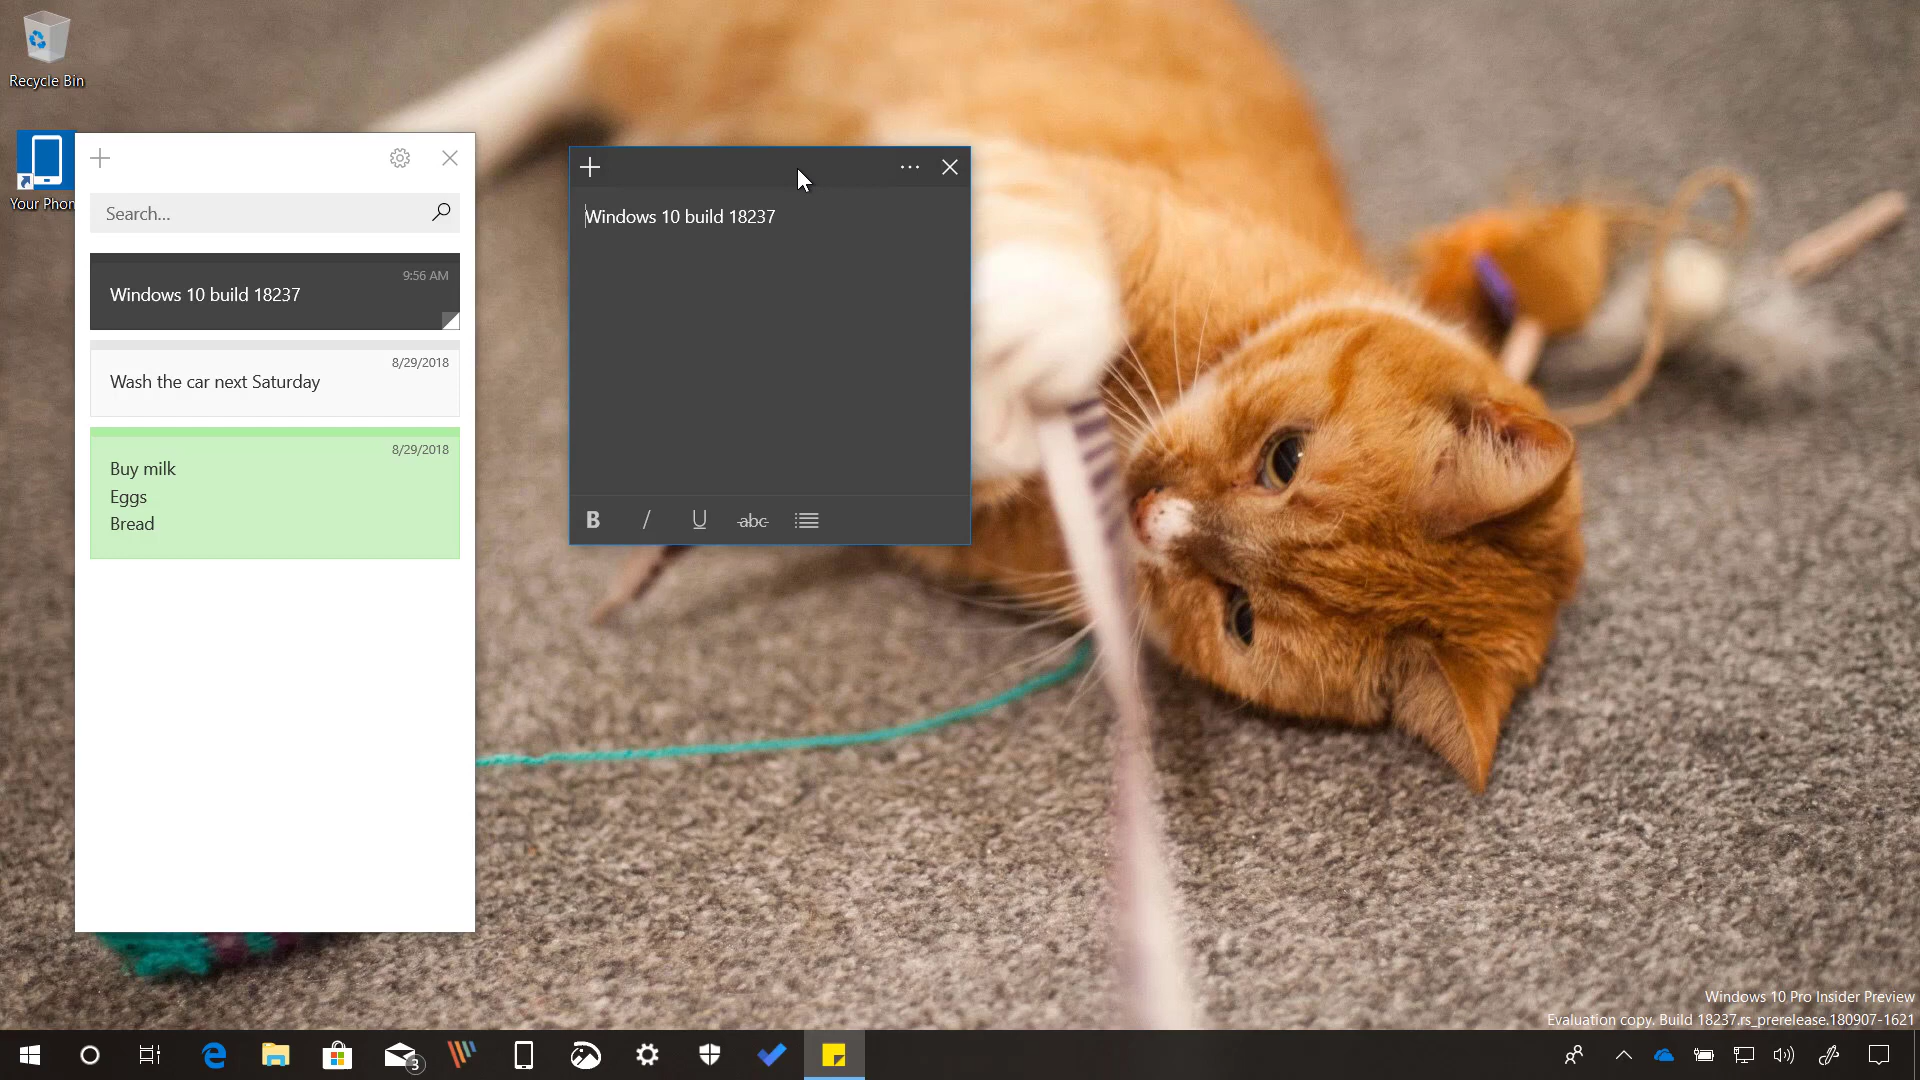 Recycle Bin
Your Phon
Search...
9:56 AM
Windows 10 build 18237
8/29/2018
Wash the car next Saturday
8/29/2018
Buy milk
Eggs
Bread
Windows 10 build 18237
B / U abc
Windows 10 Pro Insider Preview
Evaluation copy. Build 18237.rs_prerelease.180907-1621
3